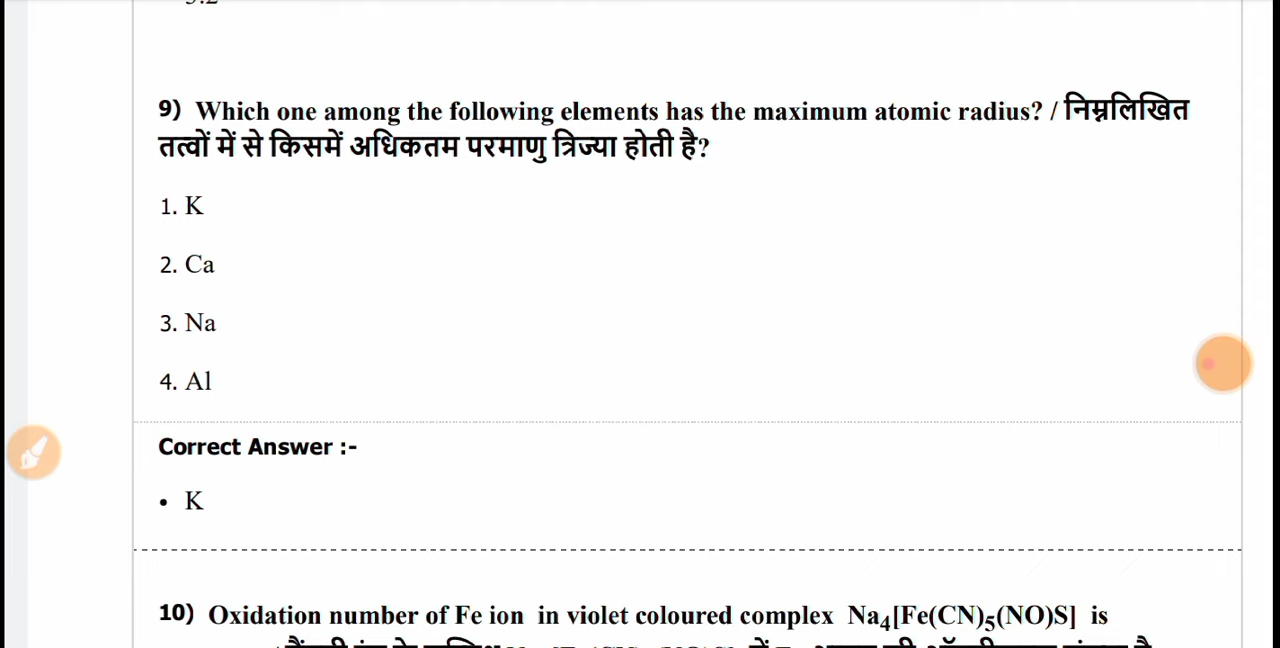 9) Which one among the following elements has the maximum atomic radius? / निम्नलिखित
तत्वों में से किसमें अधिकतम परमाणु त्रिज्या होती है?
1. K
2. Ca
3. Na
4. Al
Correct Answer :-
• K
10) Oxidation number of Fe ion in violet coloured complex Na₄[Fe(CN)₅(NO)S] is